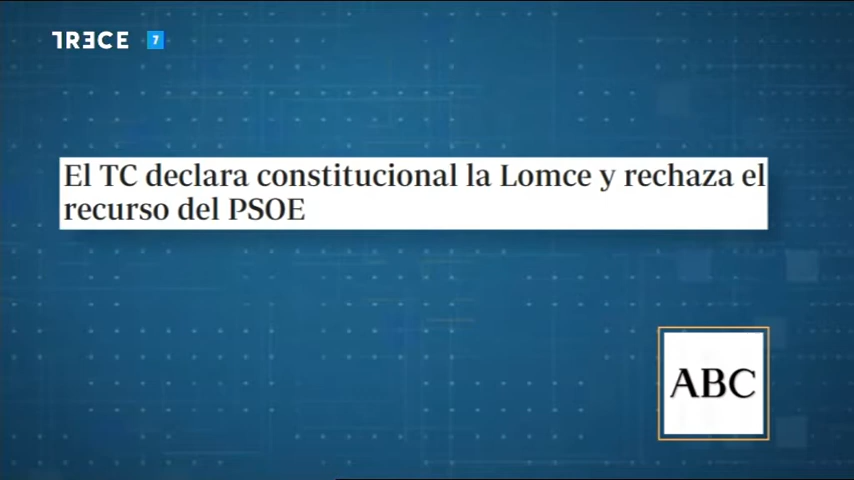 TRECE 7
El TC declara constitucional la Lomce y rechaza el
recurso del PSOE
ABC